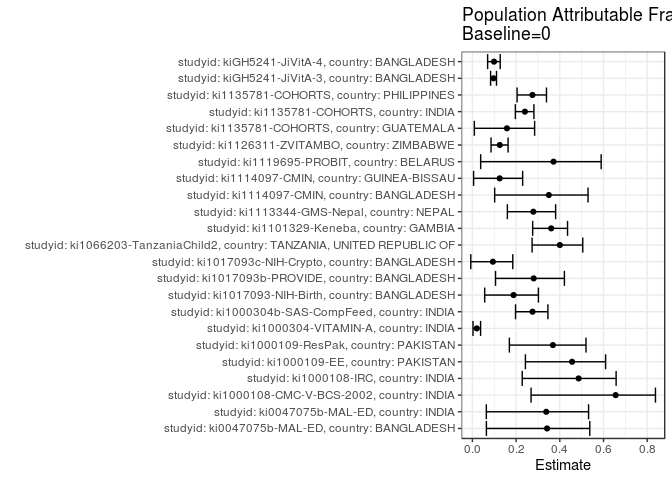 Population Attributable Fra
Baseline=0
studyid: kiGH5241-JiVitA-4, country: BANGLADESH
studyid: kiGH5241-JiVitA-3, country: BANGLADESH
studyid: ki1135781-COHORTS, country: PHILIPPINES
studyid: ki1135781-COHORTS, country: INDIA
studyid: ki1135781-COHORTS, country: GUATEMALA
studyid: ki1126311-ZVITAMBO, country: ZIMBABWE
studyid: ki1119695-PROBIT, country: BELARUS
studyid: ki1114097-CMIN, country: GUINEA-BISSAU
studyid: ki1114097-CMIN, country: BANGLADESH
studyid: ki1113344-GMS-Nepal, country: NEPAL
studyid: ki1101329-Keneba, country: GAMBIA
studyid: ki1066203-TanzaniaChild2, country: TANZANIA, UNITED REPUBLIC OF
studyid: ki1017093c-NIH-Crypto, country: BANGLADESH
studyid: ki1017093b-PROVIDE, country: BANGLADESH
studyid: ki1017093-NIH-Birth, country: BANGLADESH
studyid: ki1000304b-SAS-CompFeed, country: INDIA
studyid: ki1000304-VITAMIN-A, country: INDIA
studyid: ki1000109-ResPak, country: PAKISTAN
studyid: ki1000109-EE, country: PAKISTAN
studyid: ki1000108-IRC, country: INDIA
studyid: ki1000108-CMC-V-BCS-2002, country: INDIA
studyid: ki0047075b-MAL-ED, country: INDIA
studyid: ki0047075b-MAL-ED, country: BANGLADESH
0.0 0.2 0.4 0.6 0.8
Estimate